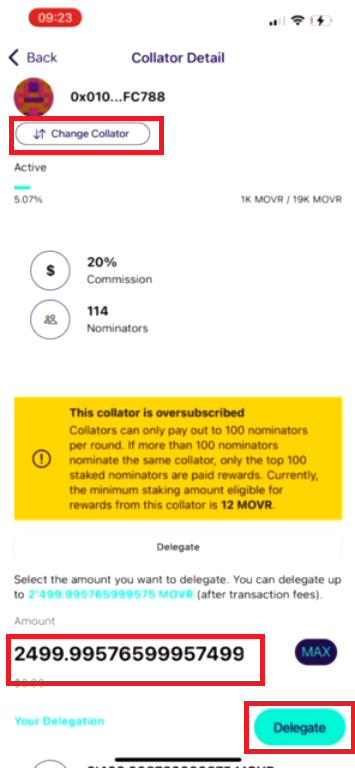 09:23
Back
Collator Detail
0x010...FC788
Change Collator
Active
5.07%
1K MOVR / 19K MOVR
$
20%
Commission
114
Nominators
This collator is oversubscribed
Collators can only pay out to 100 nominators
per round. If more than 100 nominators
nominate the same collator, only the top 100
staked nominators are paid rewards. Currently,
the minimum staking amount eligible for
rewards from this collator is 12 MOVR.
Delegate
Select the amount you want to delegate. You can delegate up
to 2'499.995765999575 MOVR (after transaction fees).
Amount
2499.99576599957499
MAX
Your Delegation
Delegate